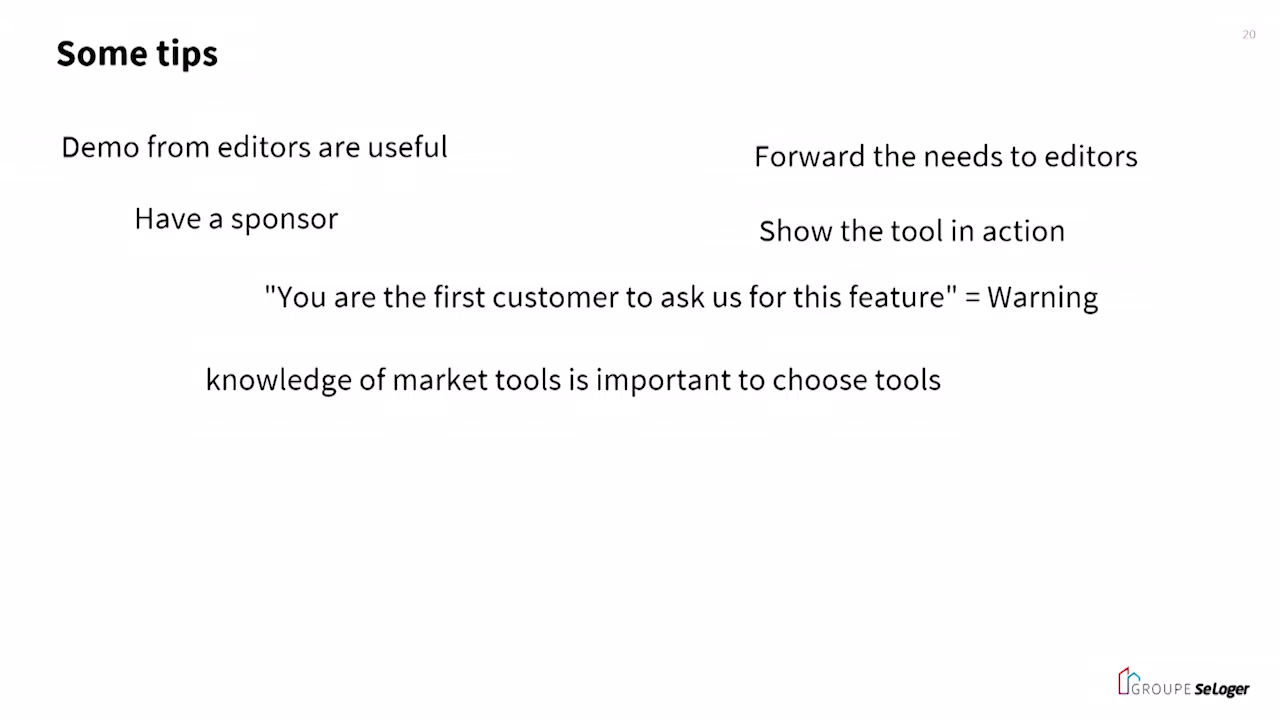 20
Some tips
Demo from editors are useful
Forward the needs to editors
Have a sponsor
Show the tool in action
"You are the first customer to ask us for this feature" = Warning
knowledge of market tools is important to choose tools
GROUPE SeLoger